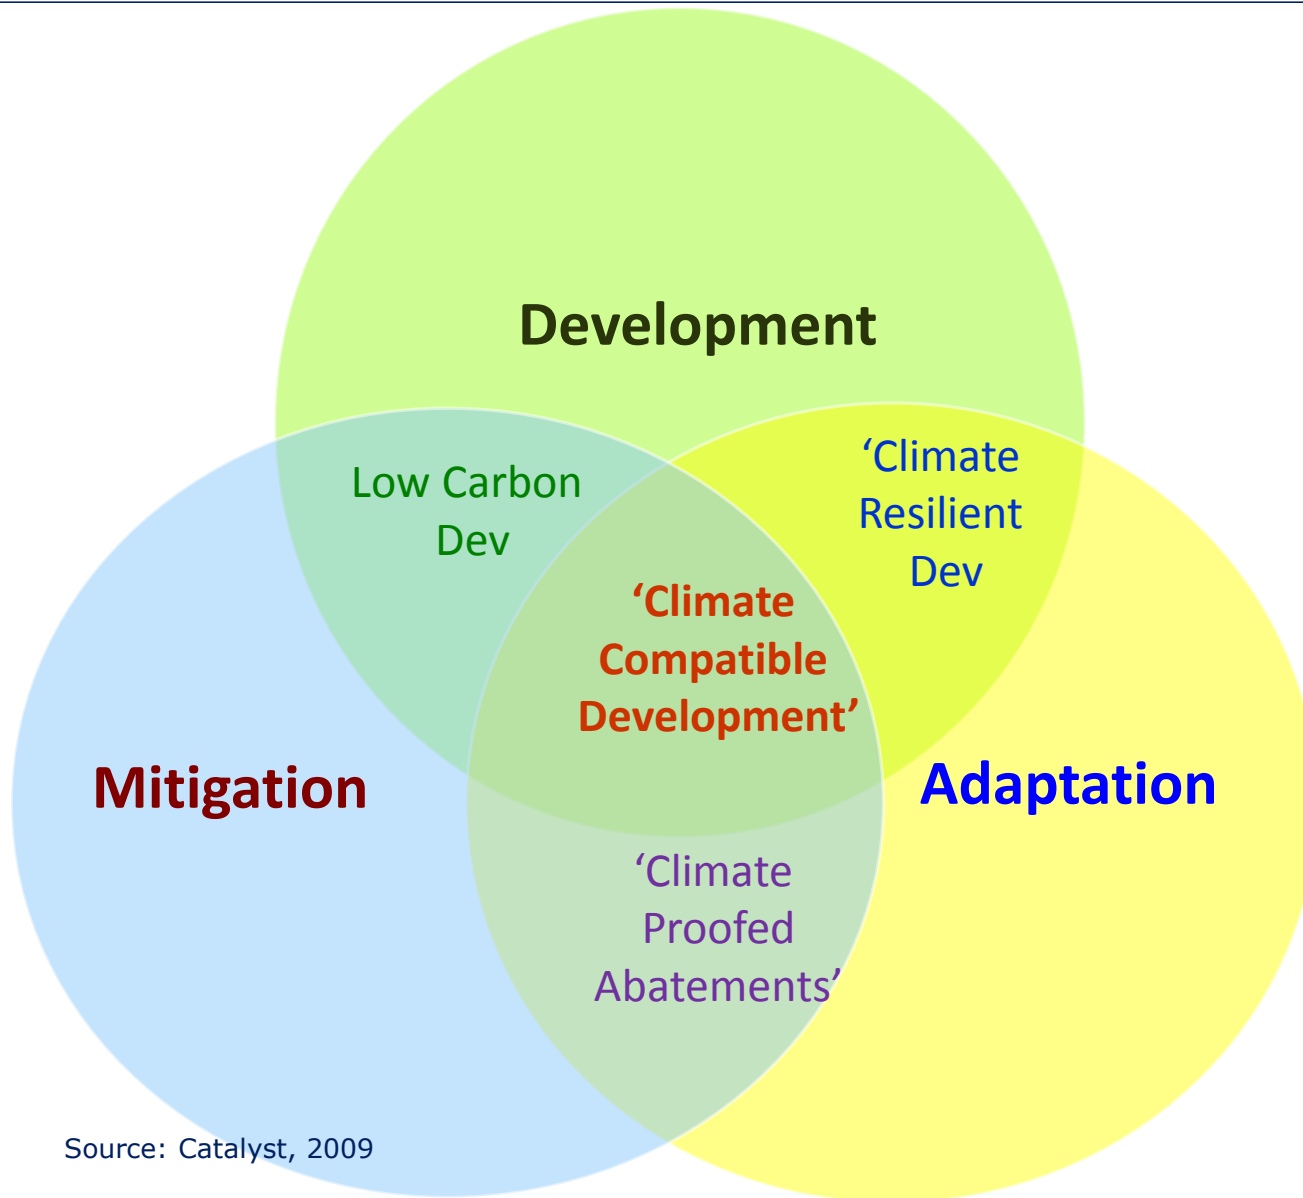 Development
Low Carbon
Dev
‘Climate
Resilient
Dev
‘Climate
Compatible
Development’
Mitigation
Adaptation
‘Climate
Proofed
Abatements’
Source: Catalyst, 2009